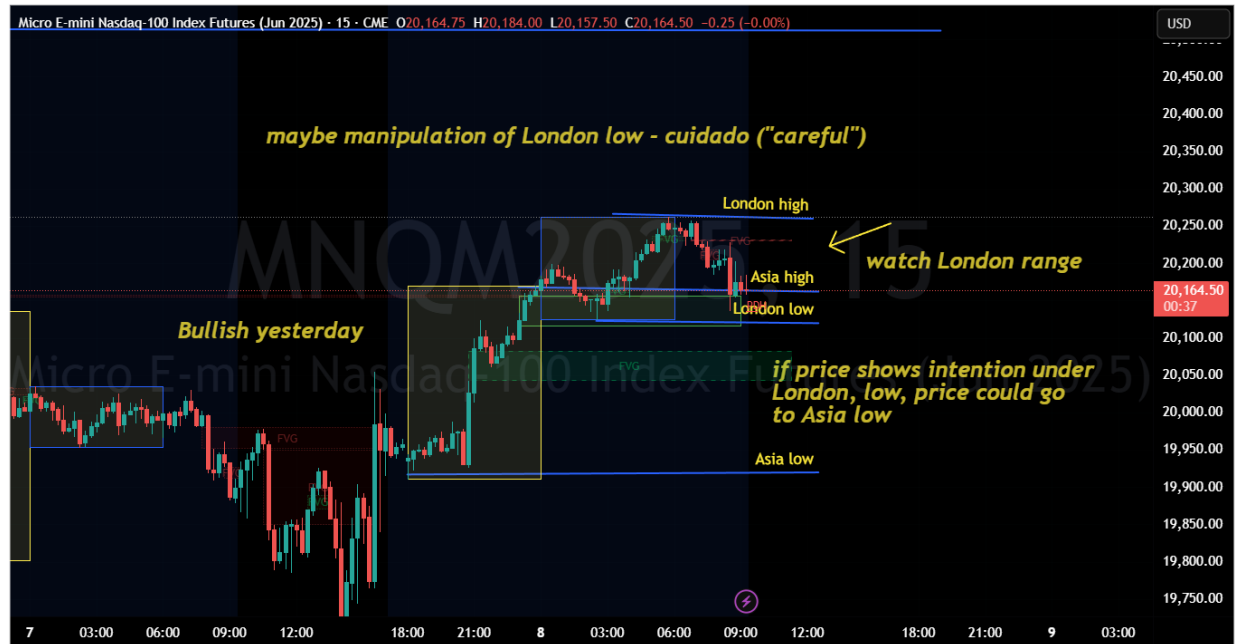 Micro E-mini Nasdaq-100 Index Futures (Jun 2025) · 15 · CME O20,164.75 H20,184.00 L20,157.50 C20,164.50 −0.25 (−0.00%)
USD
20,450.00
20,400.00
maybe manipulation of London low - cuidado ("careful")
20,350.00
20,300.00
London high
20,250.00
MNQM2025, 15
FVG
FVG
watch London range
20,200.00
Asia high
20,164.50
00:37
London low
Bullish yesterday
20,100.00
Micro E-mini Nasdaq-100 Index Futures (Jun 2025)
FVG
if price shows intention under
London, low, price could go
to Asia low
20,050.00
20,000.00
FVG
19,950.00
Asia low
19,900.00
FVG
19,850.00
19,800.00
19,750.00
7 03:00 06:00 09:00 12:00 18:00 21:00 8 03:00 06:00 09:00 12:00 18:00 21:00 9 03:00